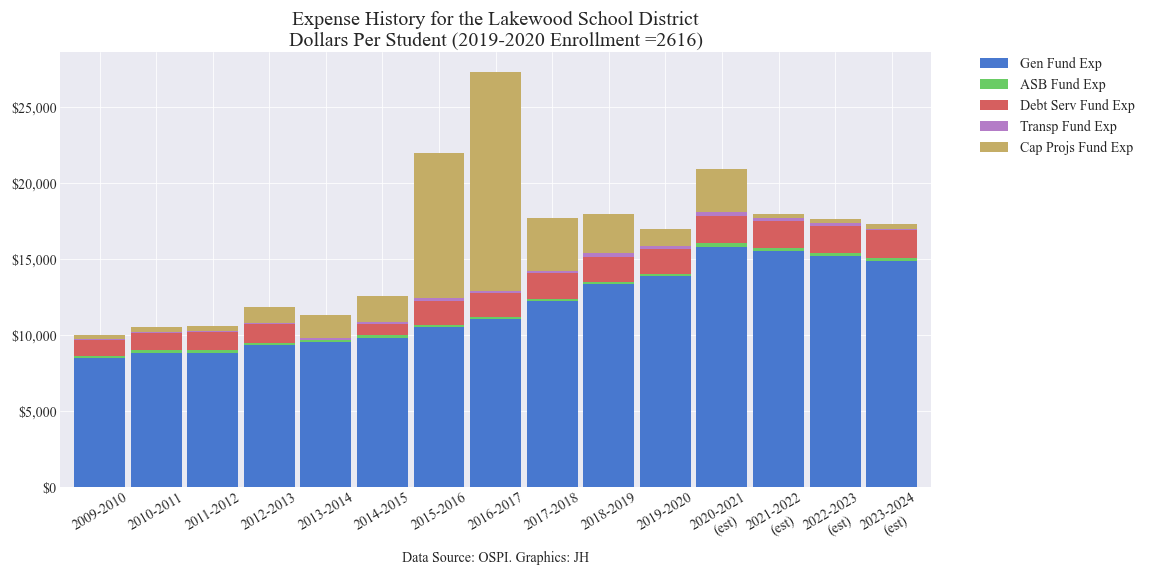 Expense History for the Lakewood School District
Dollars Per Student (2019-2020 Enrollment =2616)
Gen Fund Exp
ASB Fund Exp
Debt Serv Fund Exp
Transp Fund Exp
Cap Projs Fund Exp
$25,000
$20,000
$15,000
$10,000
$5,000
$0
2009-2010
2010-2011
2011-2012
2012-2013
2013-2014
2014-2015
2015-2016
2016-2017
2017-2018
2018-2019
2019-2020
2020-2021
(est)
2021-2022
(est)
2022-2023
(est)
2023-2024
(est)
Data Source: OSPI. Graphics: JH